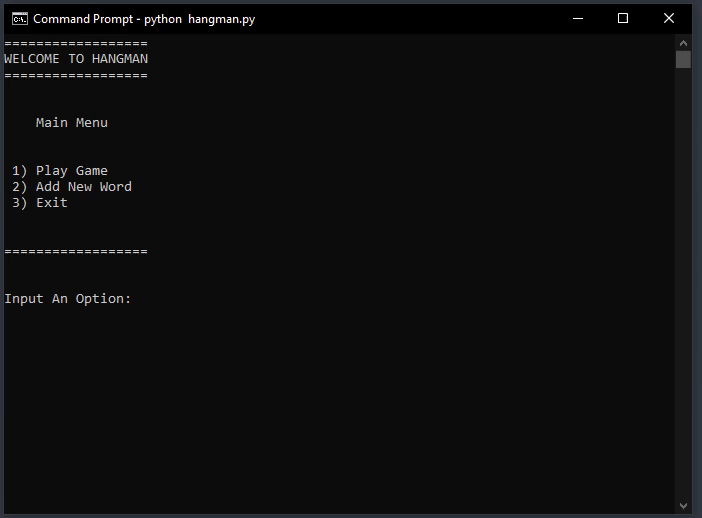 Command Prompt - python  hangman.py
==================
WELCOME TO HANGMAN
==================
Main Menu
1) Play Game
2) Add New Word
3) Exit
==================
Input An Option: